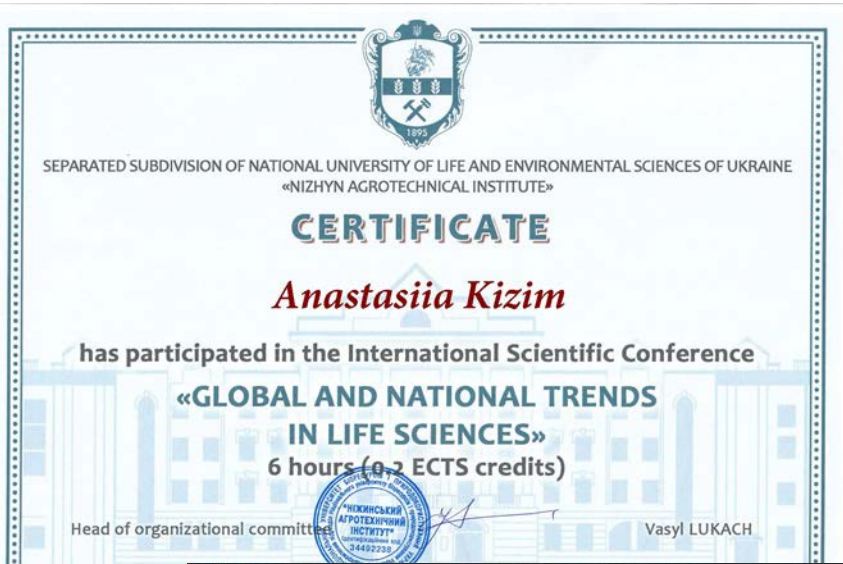 1895
SEPARATED SUBDIVISION OF NATIONAL UNIVERSITY OF LIFE AND ENVIRONMENTAL SCIENCES OF UKRAINE
«NIZHYN AGROTECHNICAL INSTITUTE»
CERTIFICATE
Anastasiia Kizim
has participated in the International Scientific Conference
«GLOBAL AND NATIONAL TRENDS
IN LIFE SCIENCES»
6 hours (0,2 ECTS credits)
"НІЖИНСЬКИЙ
АГРОТЕХНІЧНИЙ
ІНСТИТУТ"
Ідентифікаційний код
34492238
Head of organizational committee
Vasyl LUKACH